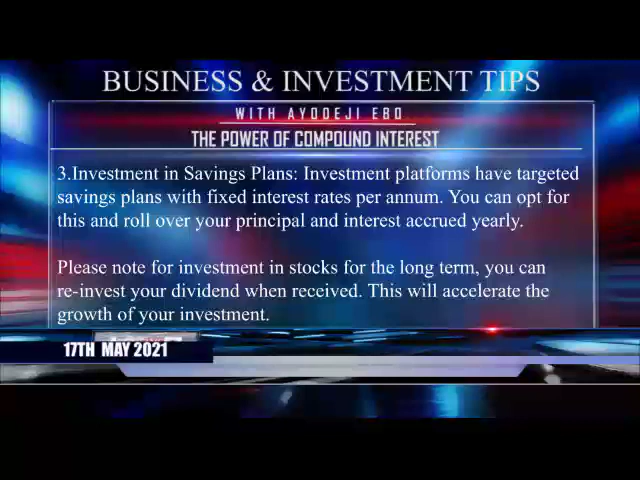 BUSINESS & INVESTMENT TIPS
WITH AYODEJI EBO
THE POWER OF COMPOUND INTEREST
3.Investment in Savings Plans: Investment platforms have targeted
savings plans with fixed interest rates per annum. You can opt for
this and roll over your principal and interest accrued yearly.
Please note for investment in stocks for the long term, you can
re-invest your dividend when received. This will accelerate the
growth of your investment.
17TH MAY 2021